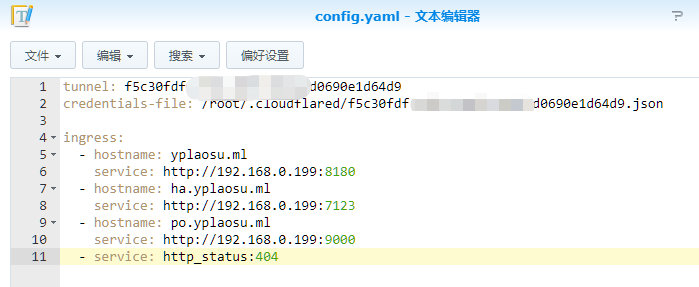 config.yaml - 文本编辑器
文件 编辑 搜索 偏好设置
1 tunnel: f5c30fdf d0690e1d64d9
2 credentials-file: /root/.cloudflared/f5c30fdf d0690e1d64d9.json
3
4 ingress:
5 - hostname: yplaosu.ml
6 service: http://192.168.0.199:8180
7 - hostname: ha.yplaosu.ml
8 service: http://192.168.0.199:7123
9 - hostname: po.yplaosu.ml
10 service: http://192.168.0.199:9000
11 - service: http_status:404